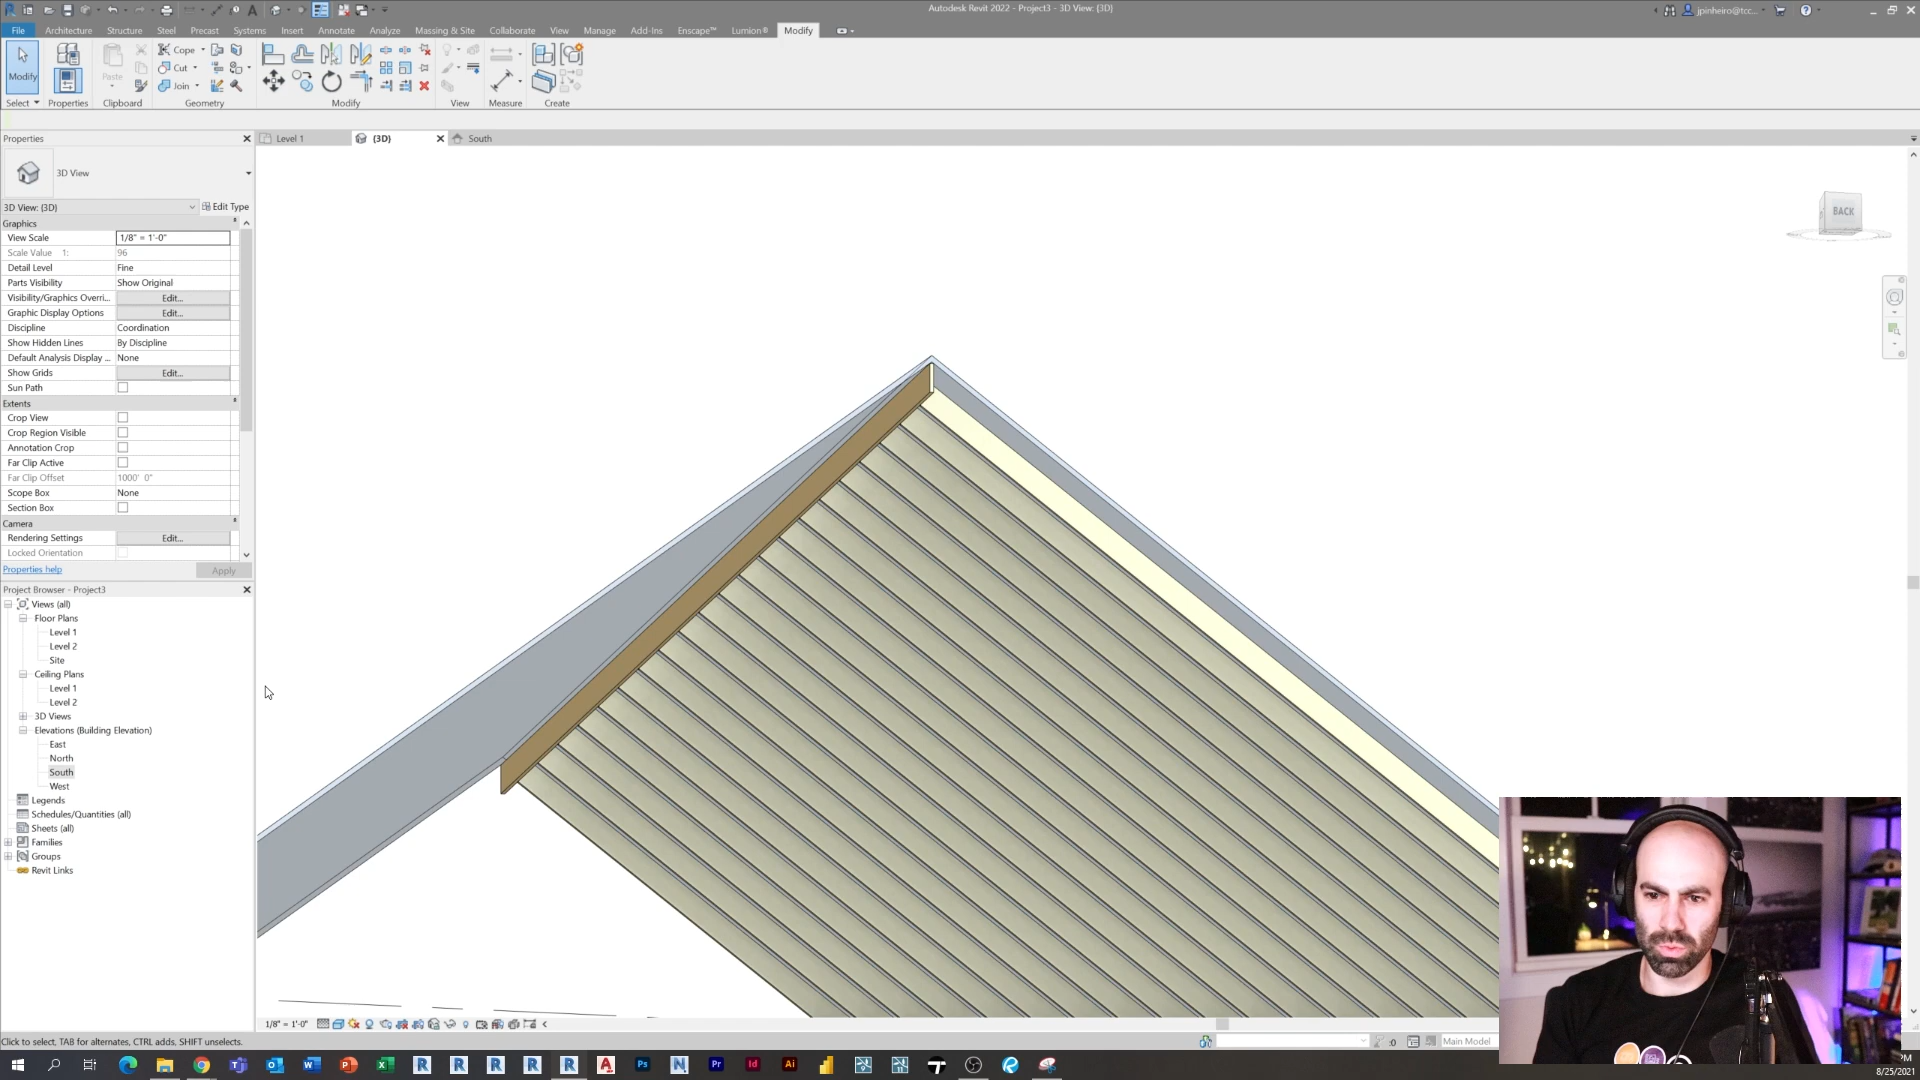 Autodesk Revit 2022 - Project3 - 3D View: {3D}
jpinheiro@tcc...
File Architecture Structure Steel Precast Systems Insert Annotate Analyze Massing & Site Collaborate View Manage Add-Ins Enscape™ Lumion® Modify
Modify
Paste
Cope
Cut
Join
Select Properties Clipboard Geometry Modify View Measure Create
Properties
Level 1
{3D}
South
3D View
3D View: {3D}
Edit Type
Graphics
View Scale 1/8" = 1'-0"
Scale Value 1: 96
Detail Level Fine
Parts Visibility Show Original
Visibility/Graphics Overri... Edit...
Graphic Display Options Edit...
Discipline Coordination
Show Hidden Lines By Discipline
Default Analysis Display ... None
Show Grids Edit...
Sun Path
Extents
Crop View
Crop Region Visible
Annotation Crop
Far Clip Active
Far Clip Offset 1000' 0"
Scope Box None
Section Box
Camera
Rendering Settings Edit...
Locked Orientation
Properties help
Apply
Project Browser - Project3
Views (all)
Floor Plans
Level 1
Level 2
Site
Ceiling Plans
Level 1
Level 2
3D Views
Elevations (Building Elevation)
East
North
South
West
Legends
Schedules/Quantities (all)
Sheets (all)
Families
Groups
Revit Links
BACK
1/8" = 1'-0"
Click to select, TAB for alternates, CTRL adds, SHIFT unselects.
:0
Main Model
8/25/2021